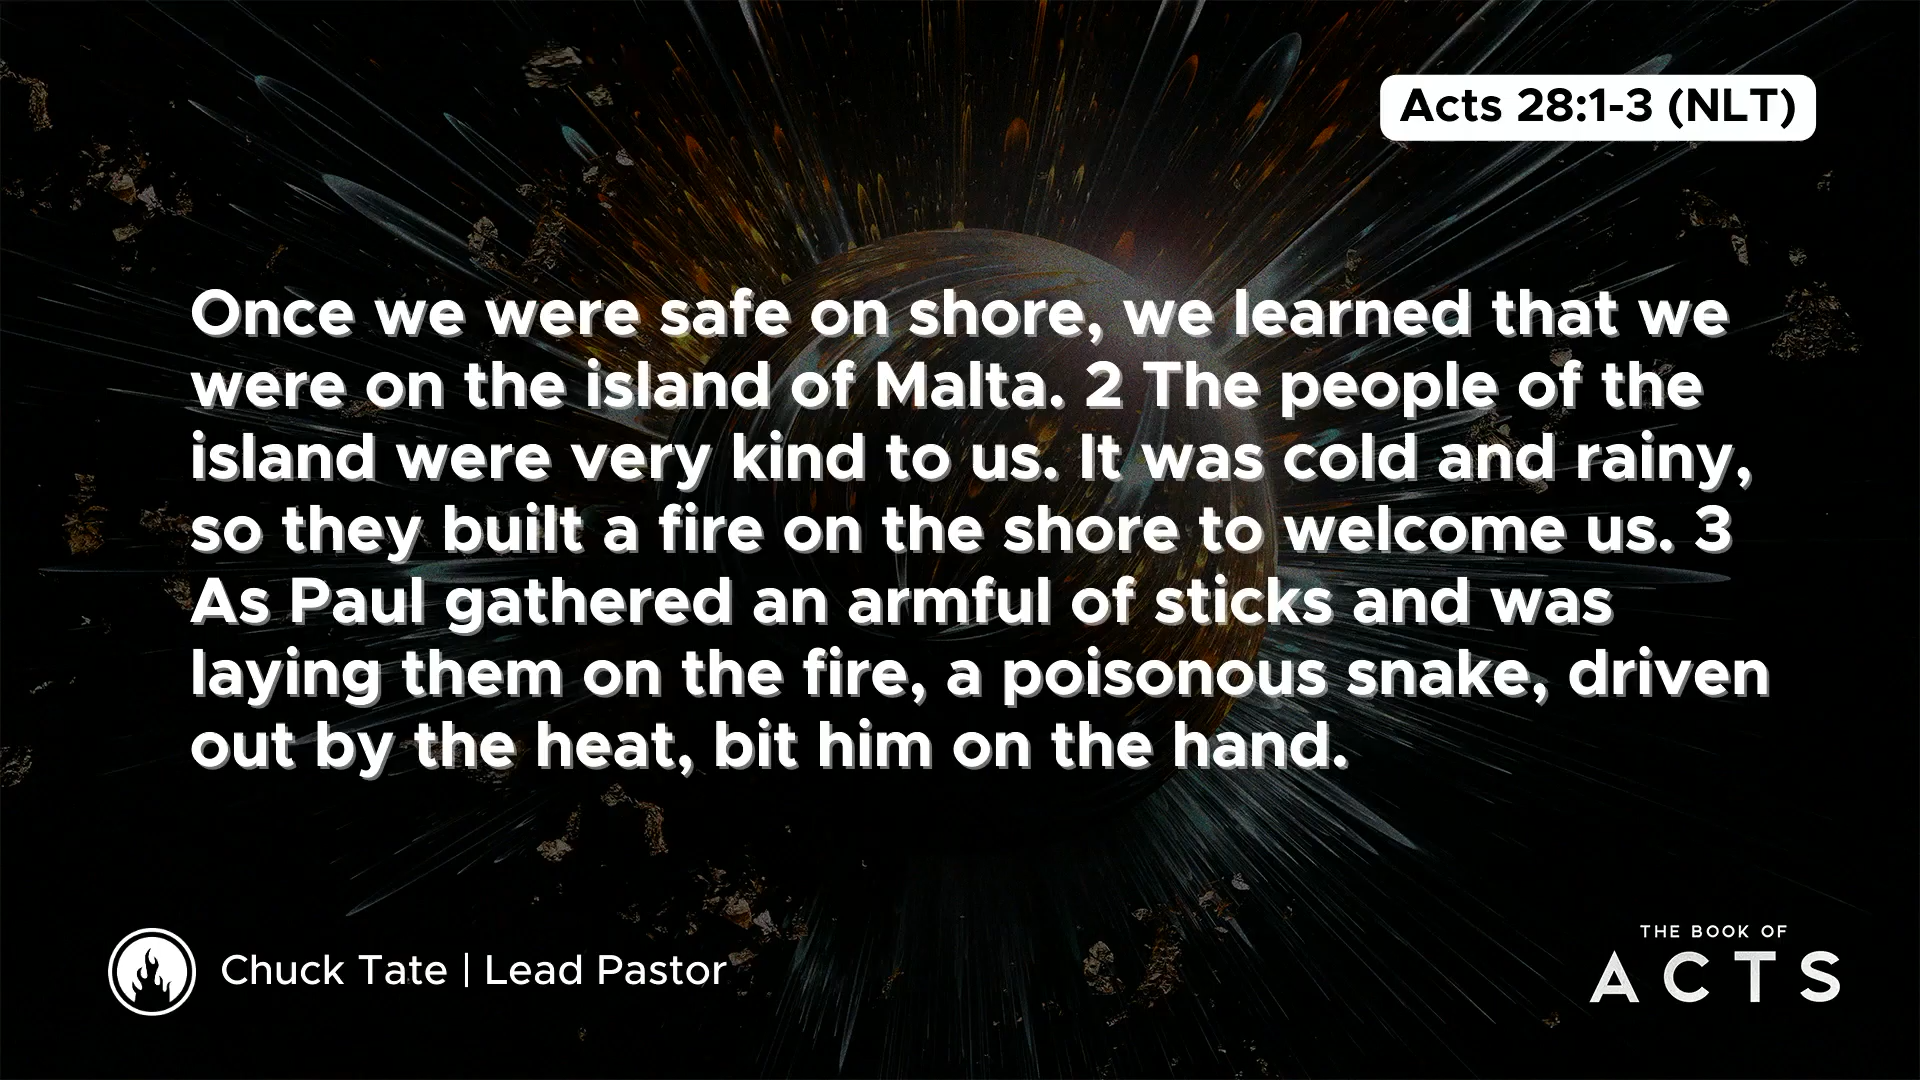 Acts 28:1-3 (NLT)
Once we were safe on shore, we learned that we
were on the island of Malta. 2 The people of the
island were very kind to us. It was cold and rainy,
so they built a fire on the shore to welcome us. 3
As Paul gathered an armful of sticks and was
laying them on the fire, a poisonous snake, driven
out by the heat, bit him on the hand.
Chuck Tate | Lead Pastor
THE BOOK OF
ACTS